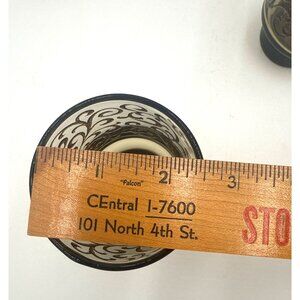 1 2 3
"Falcon"
CEntral 1-7600
101 North 4th St.
STO